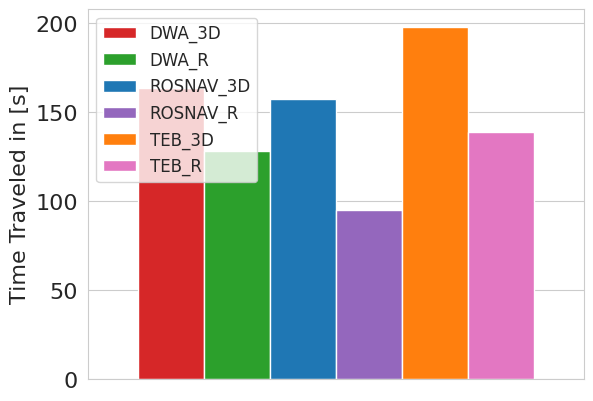 Time Traveled in [s]
200
150
100
50
0
DWA_3D
DWA_R
ROSNAV_3D
ROSNAV_R
TEB_3D
TEB_R